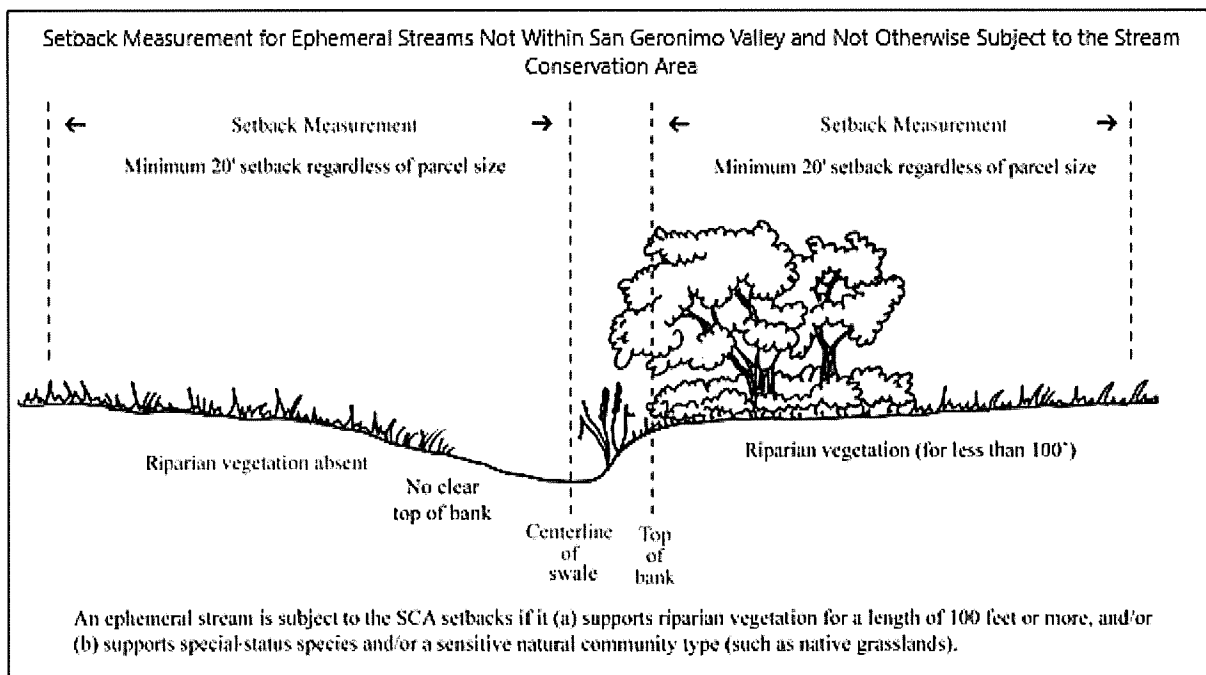 Setback Measurement for Ephemeral Streams Not Within San Geronimo Valley and Not Otherwise Subject to the Stream
Conservation Area
Setback Measurement
Minimum 20' setback regardless of parcel size
Setback Measurement
Minimum 20' setback regardless of parcel size
Riparian vegetation absent
No clear
top of bank
Centerline
of
swale
Top
of
bank
Riparian vegetation (for less than 100')
An ephemeral stream is subject to the SCA setbacks if it (a) supports riparian vegetation for a length of 100 feet or more, and/or
(b) supports special-status species and/or a sensitive natural community type (such as native grasslands).